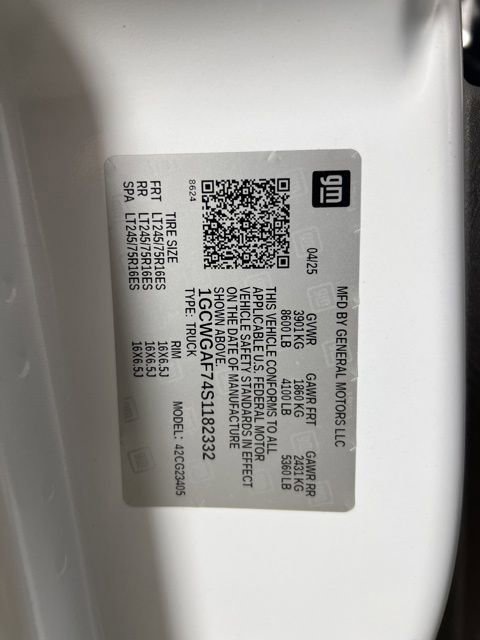 gm
MFD BY GENERAL MOTORS LLC
04/25 GVWR GAWR FRT GAWR RR
3901 KG 1860 KG 2431 KG
8600 LB 4100 LB 5360 LB
THIS VEHICLE CONFORMS TO ALL
APPLICABLE U.S. FEDERAL MOTOR
VEHICLE SAFETY STANDARDS IN EFFECT
ON THE DATE OF MANUFACTURE
SHOWN ABOVE.
1GCWGAF74S1182332
TYPE: TRUCK
8624
MODEL: 42CG23405
TIRE SIZE RIM
FRT LT245/75R16ES 16X6.5J
RR LT245/75R16ES 16X6.5J
SPA LT245/75R16ES 16X6.5J